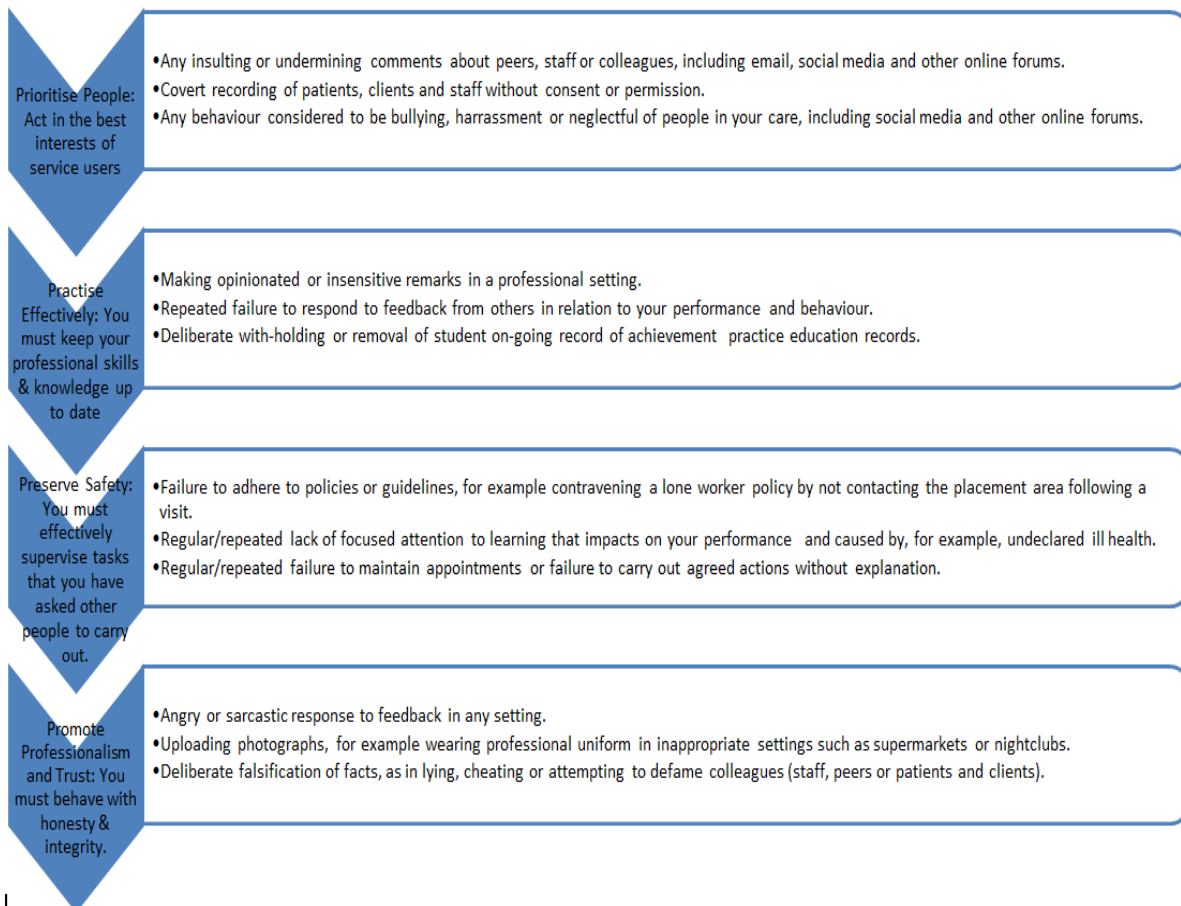 Prioritise People:
Act in the best
interests of
service users
•Any insulting or undermining comments about peers, staff or colleagues, including email, social media and other online forums.
•Covert recording of patients, clients and staff without consent or permission.
•Any behaviour considered to be bullying, harrassment or neglectful of people in your care, including social media and other online forums.
Practise
Effectively: You
must keep your
professional skills
& knowledge up
to date
•Making opinionated or insensitive remarks in a professional setting.
•Repeated failure to respond to feedback from others in relation to your performance and behaviour.
•Deliberate with-holding or removal of student on-going record of achievement practice education records.
Preserve Safety:
You must
effectively
supervise tasks
that you have
asked other
people to carry
out.
•Failure to adhere to policies or guidelines, for example contravening a lone worker policy by not contacting the placement area following a
visit.
•Regular/repeated lack of focused attention to learning that impacts on your performance and caused by, for example, undeclared ill health.
•Regular/repeated failure to maintain appointments or failure to carry out agreed actions without explanation.
Promote
Professionalism
and Trust: You
must behave with
honesty &
integrity.
•Angry or sarcastic response to feedback in any setting.
•Uploading photographs, for example wearing professional uniform in inappropriate settings such as supermarkets or nightclubs.
•Deliberate falsification of facts, as in lying, cheating or attempting to defame colleagues (staff, peers or patients and clients).